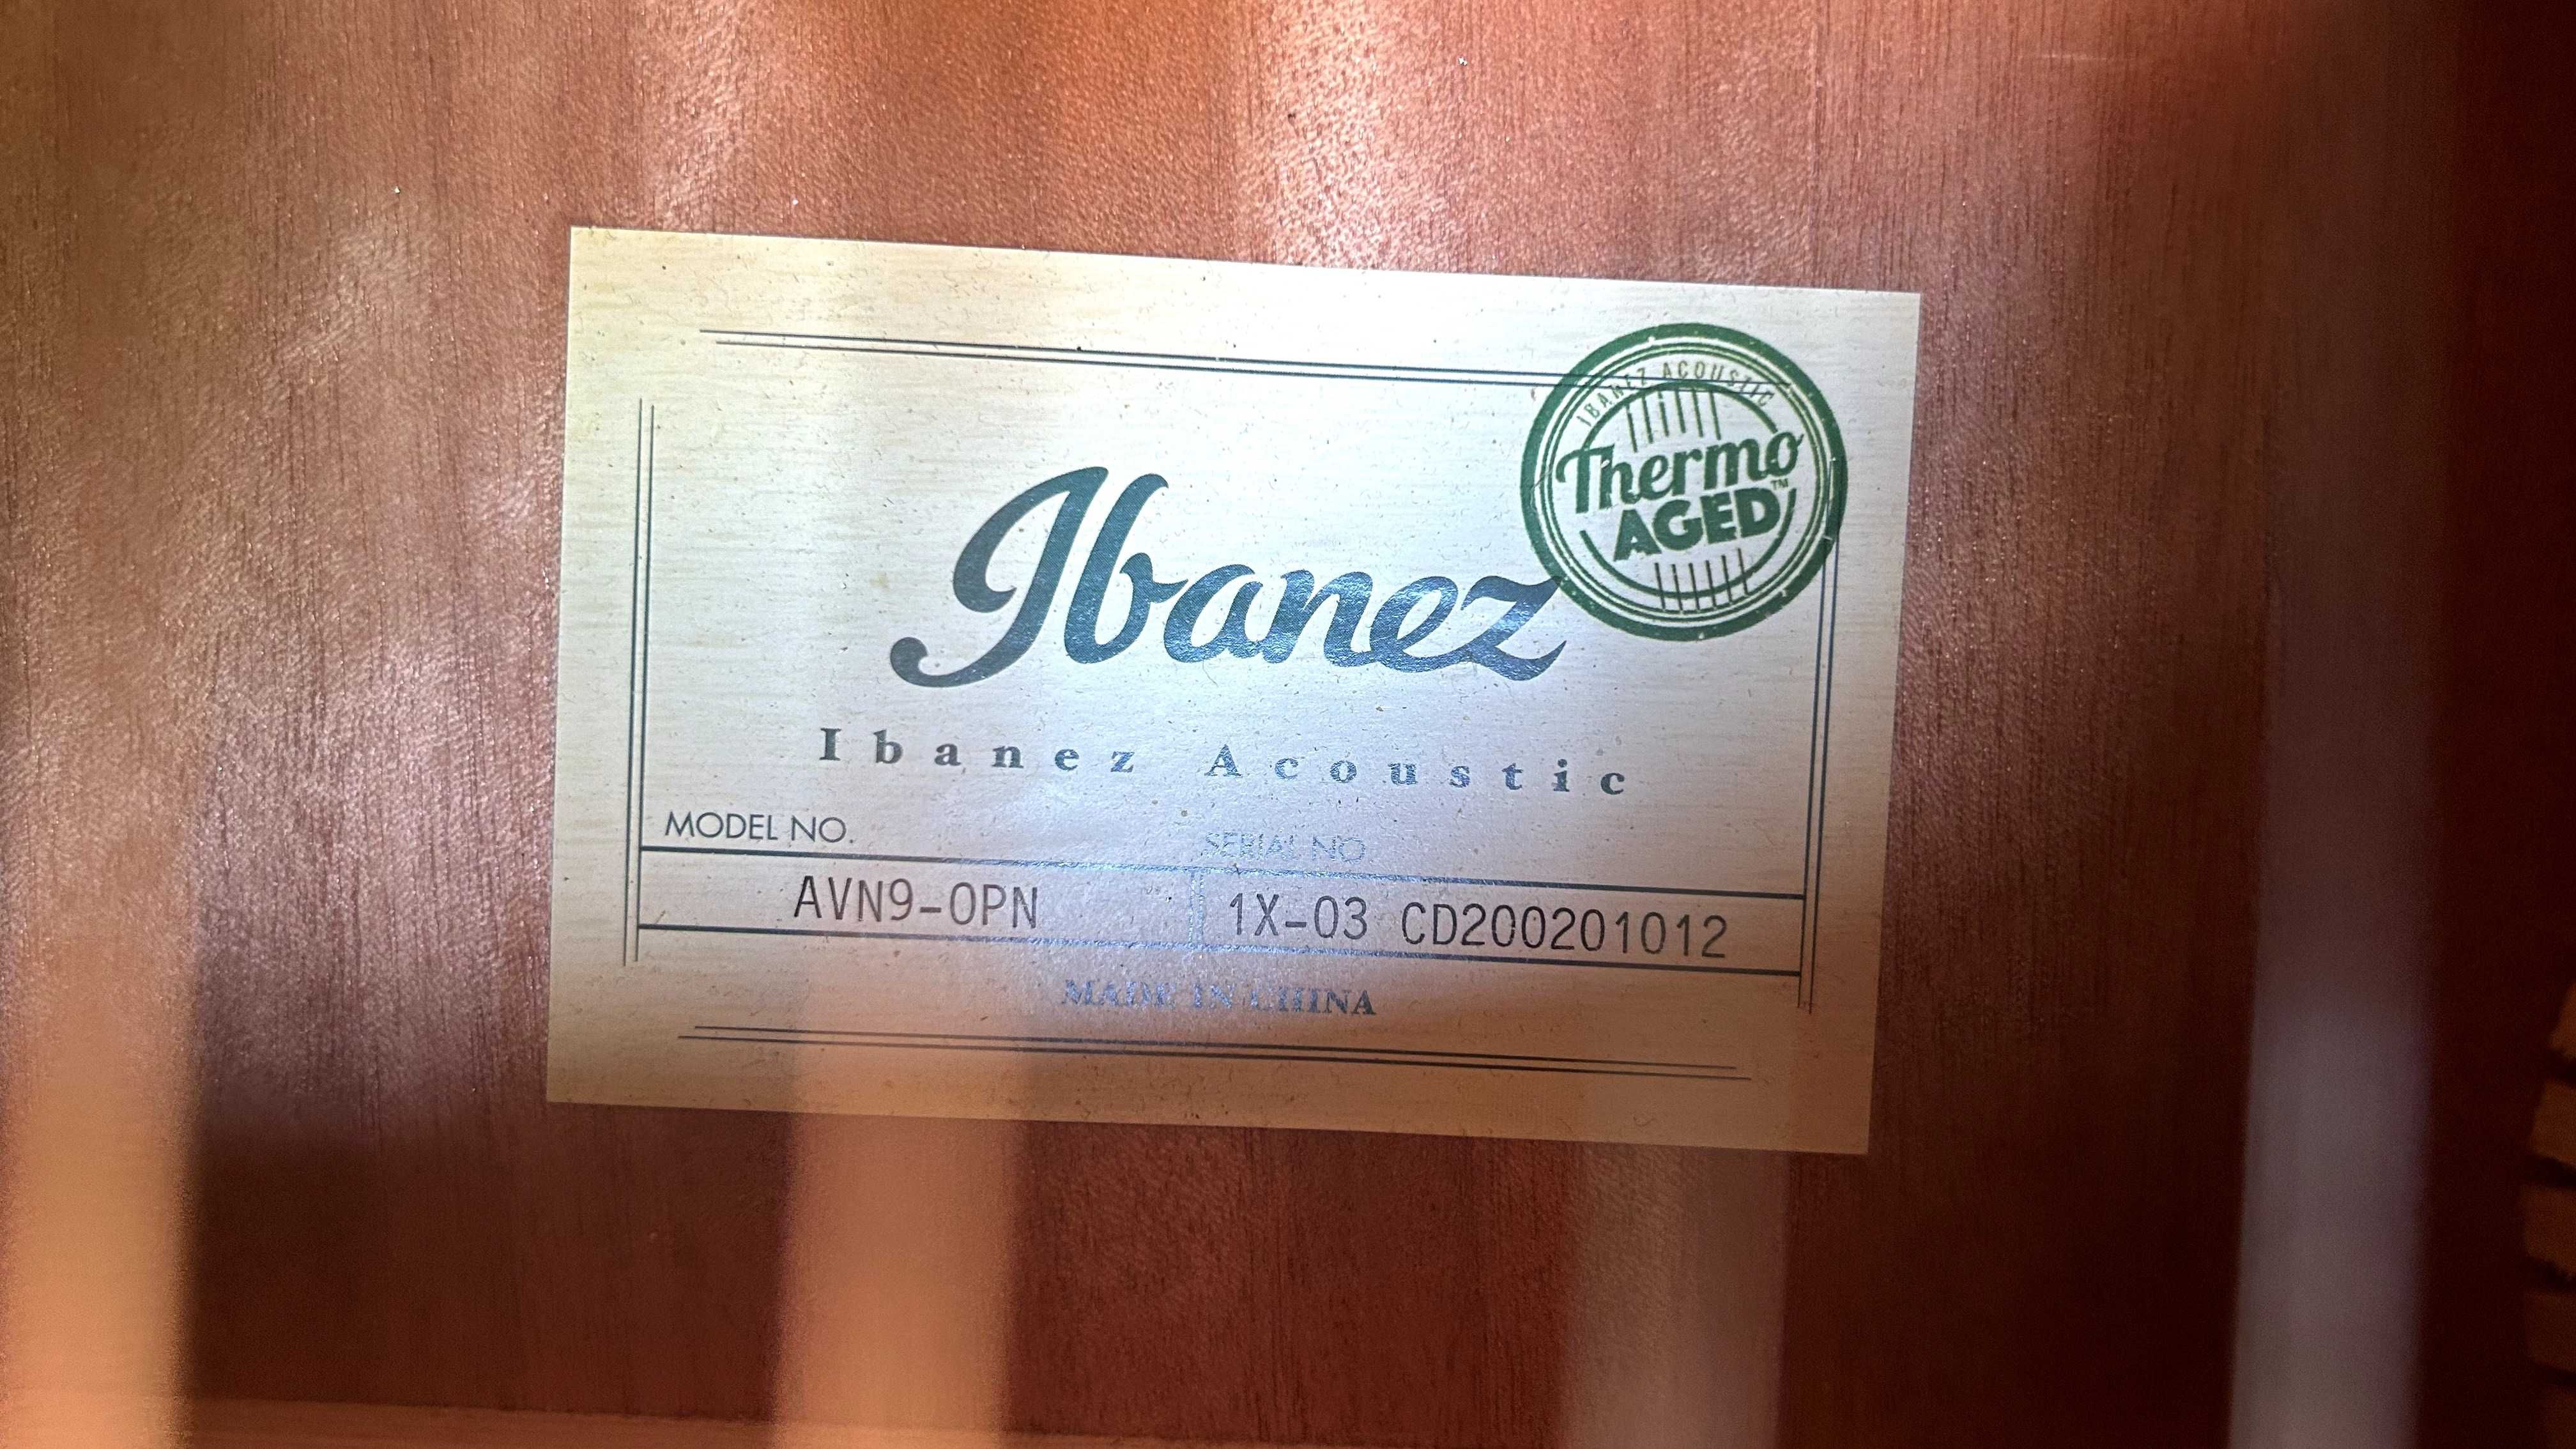 IBANEZ ACOUSTIC
Thermo
AGED™
Ibanez
Ibanez Acoustic
MODEL NO.
SERIAL NO
AVN9-OPN
1X-03 CD200201012
MADE IN CHINA